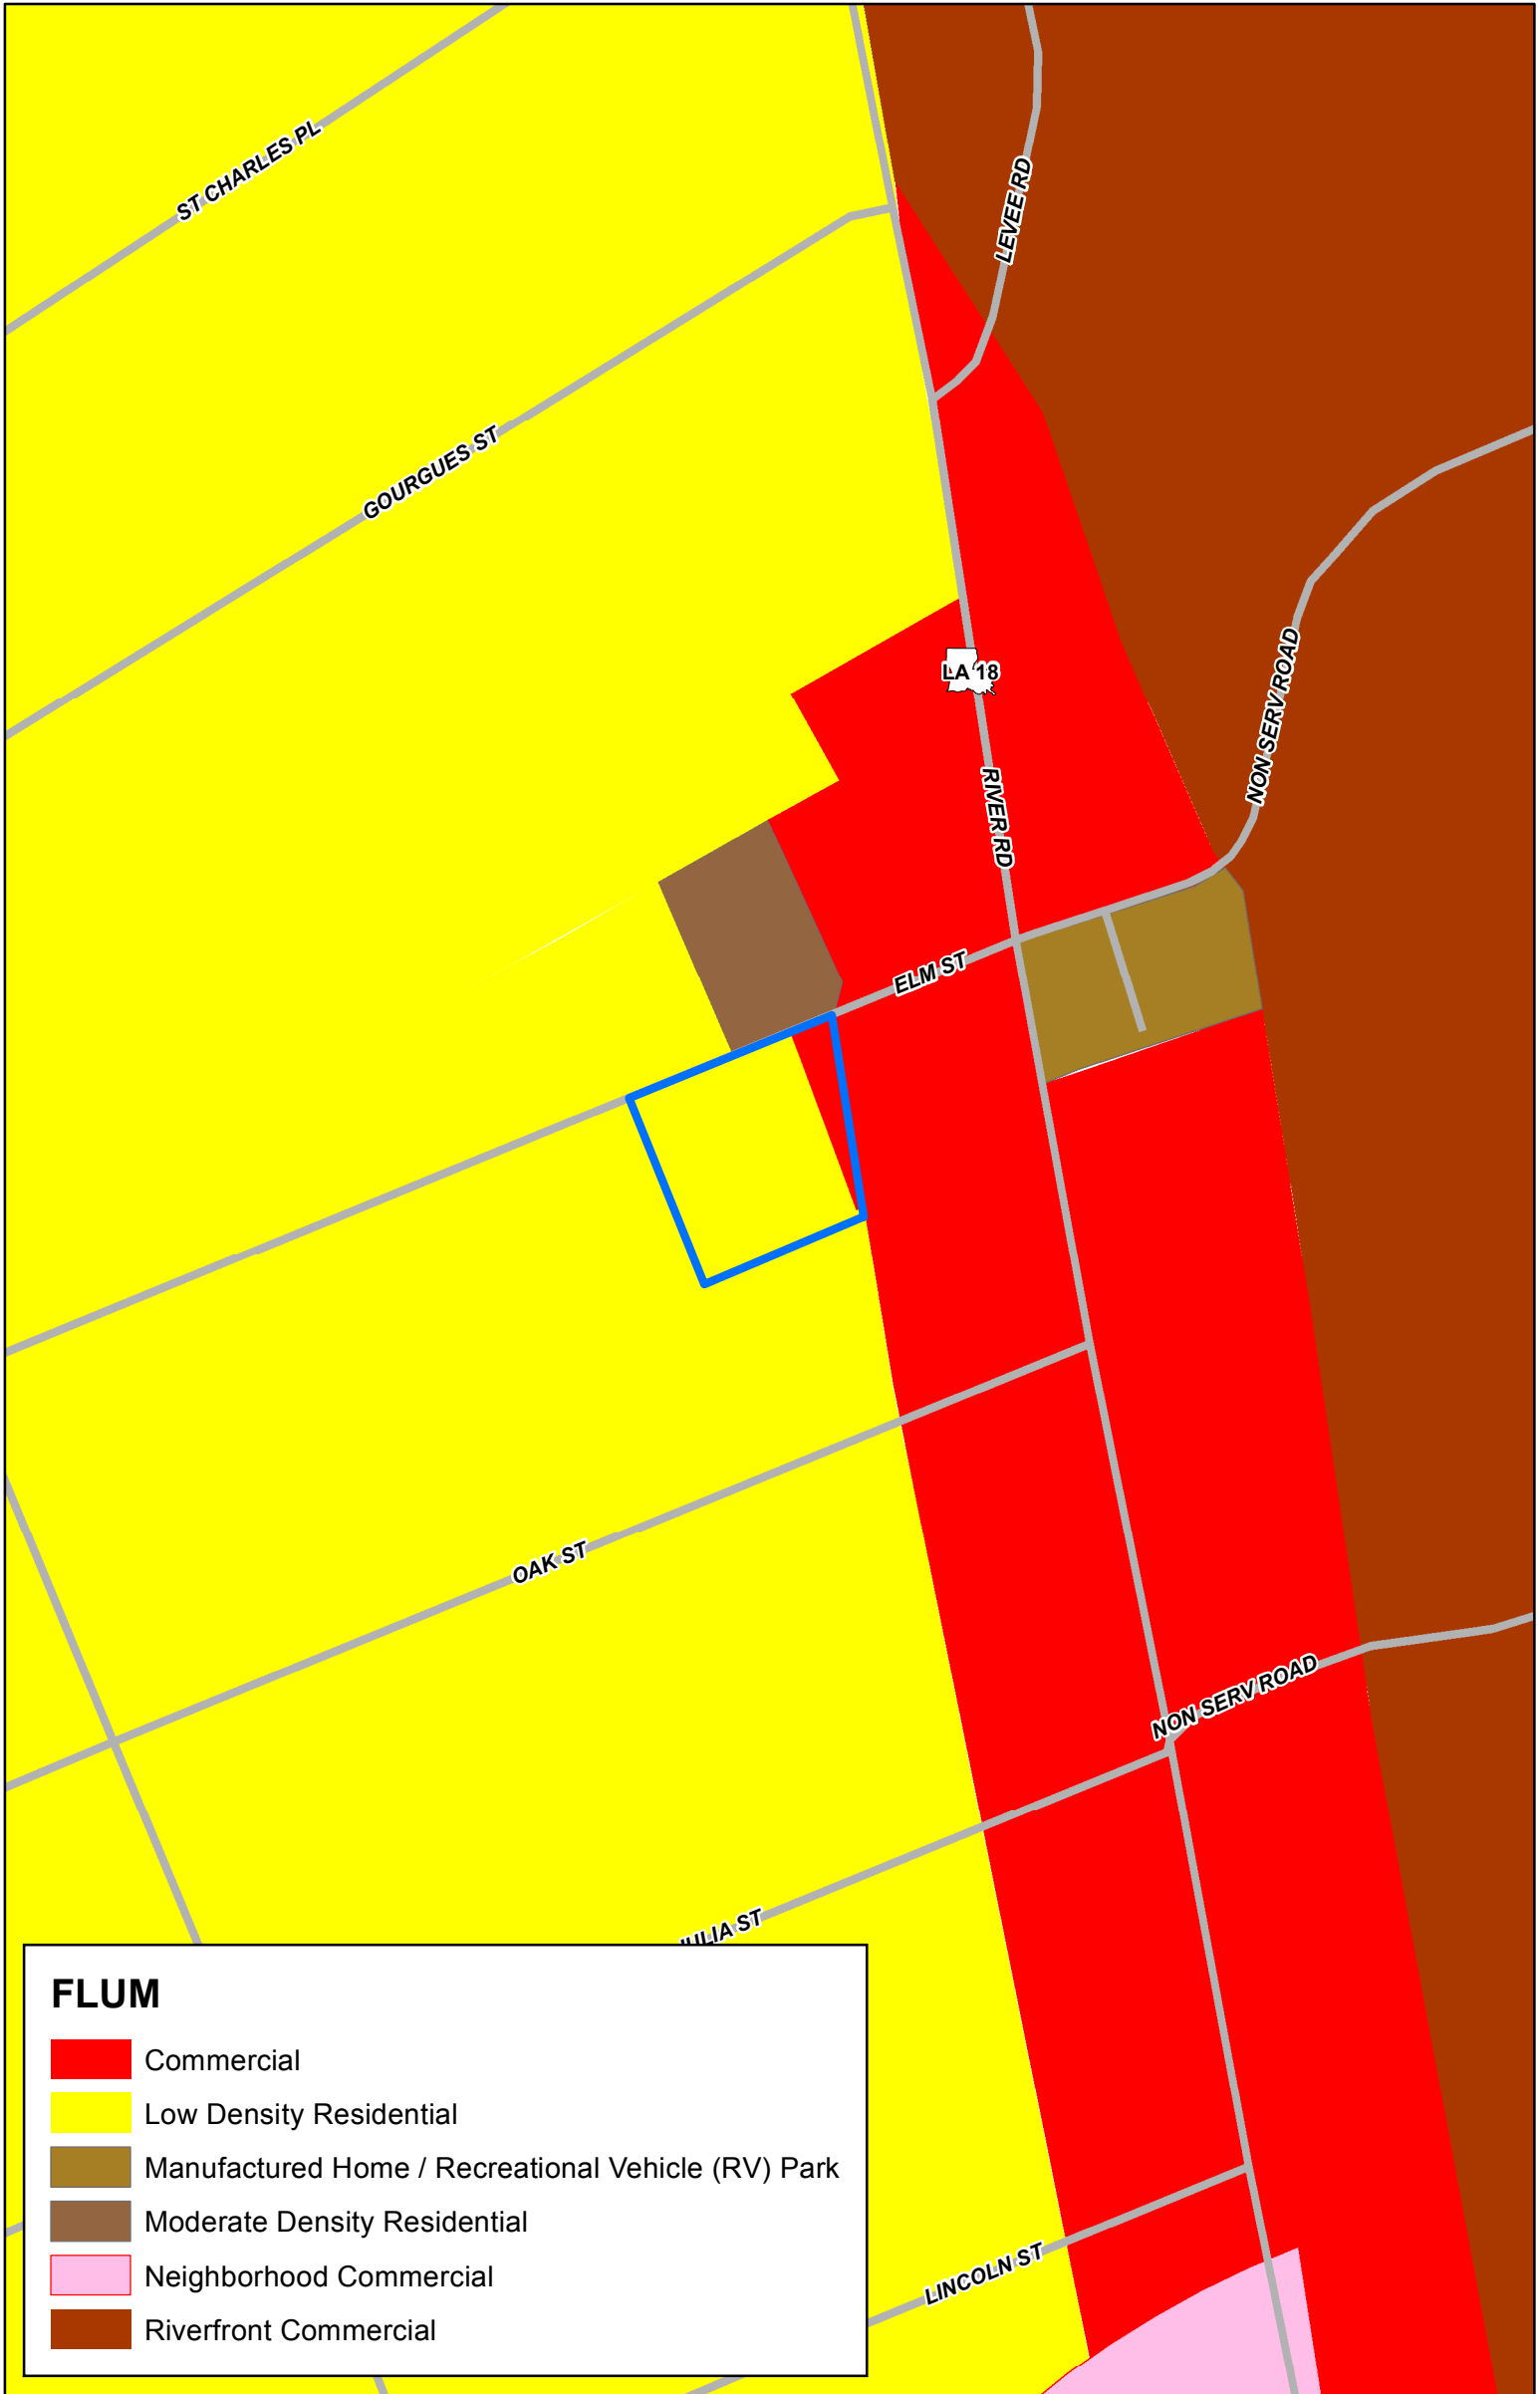 ST CHARLES PL
LEVEE RD
GOURGUES ST
LA 18
NON SERV ROAD
RIVER RD
ELM ST
OAK ST
NON SERV ROAD
JULIA ST
FLUM
Commercial
Low Density Residential
Manufactured Home / Recreational Vehicle (RV) Park
Moderate Density Residential
Neighborhood Commercial
Riverfront Commercial
LINCOLN ST